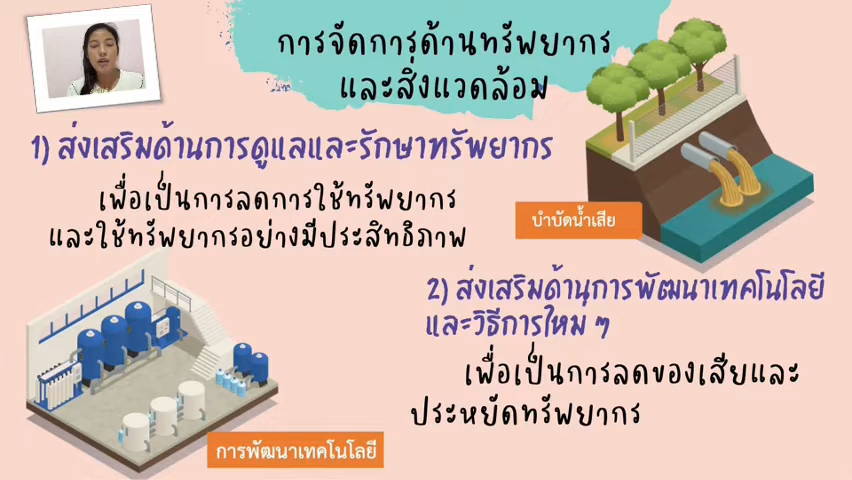 การจัดการด้านทรัพยากร
และสิ่งแวดล้อม
1) ส่งเสริมด้านการดูแลและรักษาทรัพยากร
เพื่อเป็นการลดการใช้ทรัพยากร
และใช้ทรัพยากรอย่างมีประสิทธิภาพ
บำบัดน้ำเสีย
2) ส่งเสริมด้านการพัฒนาเทคโนโลยี
และวิธีการใหม่ ๆ
เพื่อเป็นการลดของเสียและ
ประหยัดทรัพยากร
การพัฒนาเทคโนโลยี